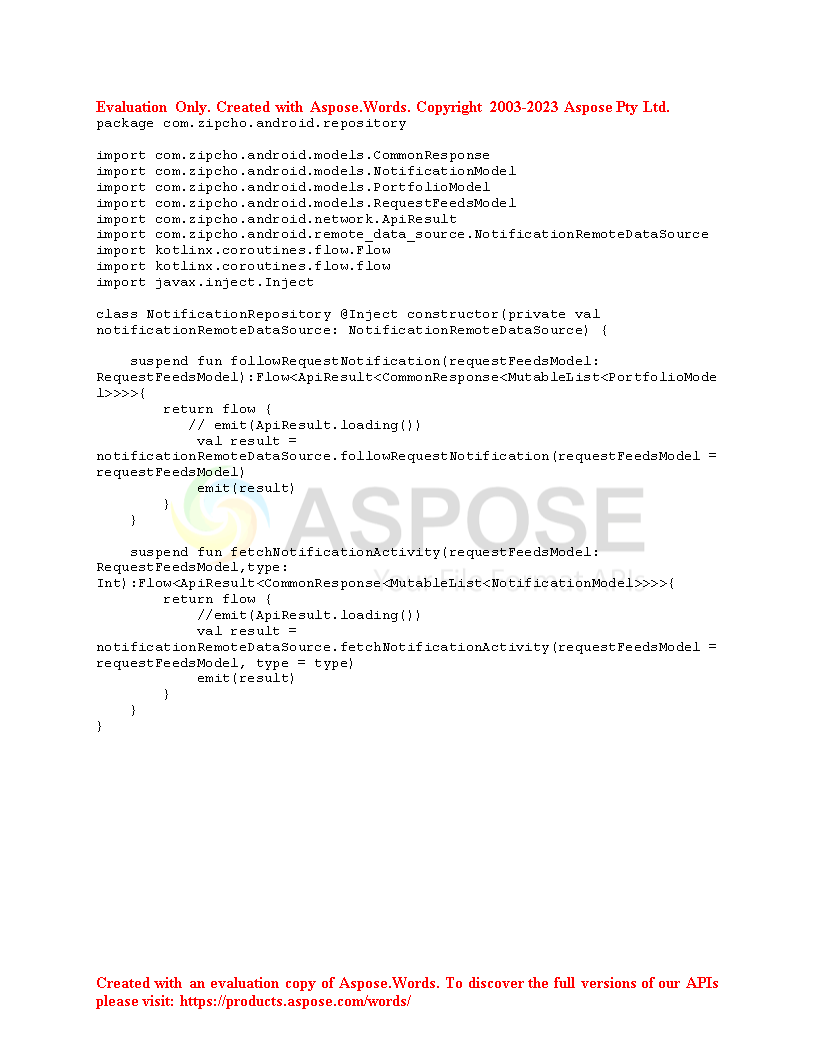 Evaluation Only. Created with Aspose.Words. Copyright 2003-2023 Aspose Pty Ltd.
package com.zipcho.android.repository

import com.zipcho.android.models.CommonResponse
import com.zipcho.android.models.NotificationModel
import com.zipcho.android.models.PortfolioModel
import com.zipcho.android.models.RequestFeedsModel
import com.zipcho.android.network.ApiResult
import com.zipcho.android.remote_data_source.NotificationRemoteDataSource
import kotlinx.coroutines.flow.Flow
import kotlinx.coroutines.flow.flow
import javax.inject.Inject

class NotificationRepository @Inject constructor(private val
notificationRemoteDataSource: NotificationRemoteDataSource) {

    suspend fun followRequestNotification(requestFeedsModel:
RequestFeedsModel):Flow<ApiResult<CommonResponse<MutableList<PortfolioMode
l>>>>{
        return flow {
           // emit(ApiResult.loading())
            val result =
notificationRemoteDataSource.followRequestNotification(requestFeedsModel =
requestFeedsModel)
            emit(result)
        }
    }
ASPOSE
Your File Format APIs

    suspend fun fetchNotificationActivity(requestFeedsModel:
RequestFeedsModel,type:
Int):Flow<ApiResult<CommonResponse<MutableList<NotificationModel>>>>{
        return flow {
            //emit(ApiResult.loading())
            val result =
notificationRemoteDataSource.fetchNotificationActivity(requestFeedsModel =
requestFeedsModel, type = type)
            emit(result)
        }
    }
}

Created with an evaluation copy of Aspose.Words. To discover the full versions of our APIs
please visit: https://products.aspose.com/words/